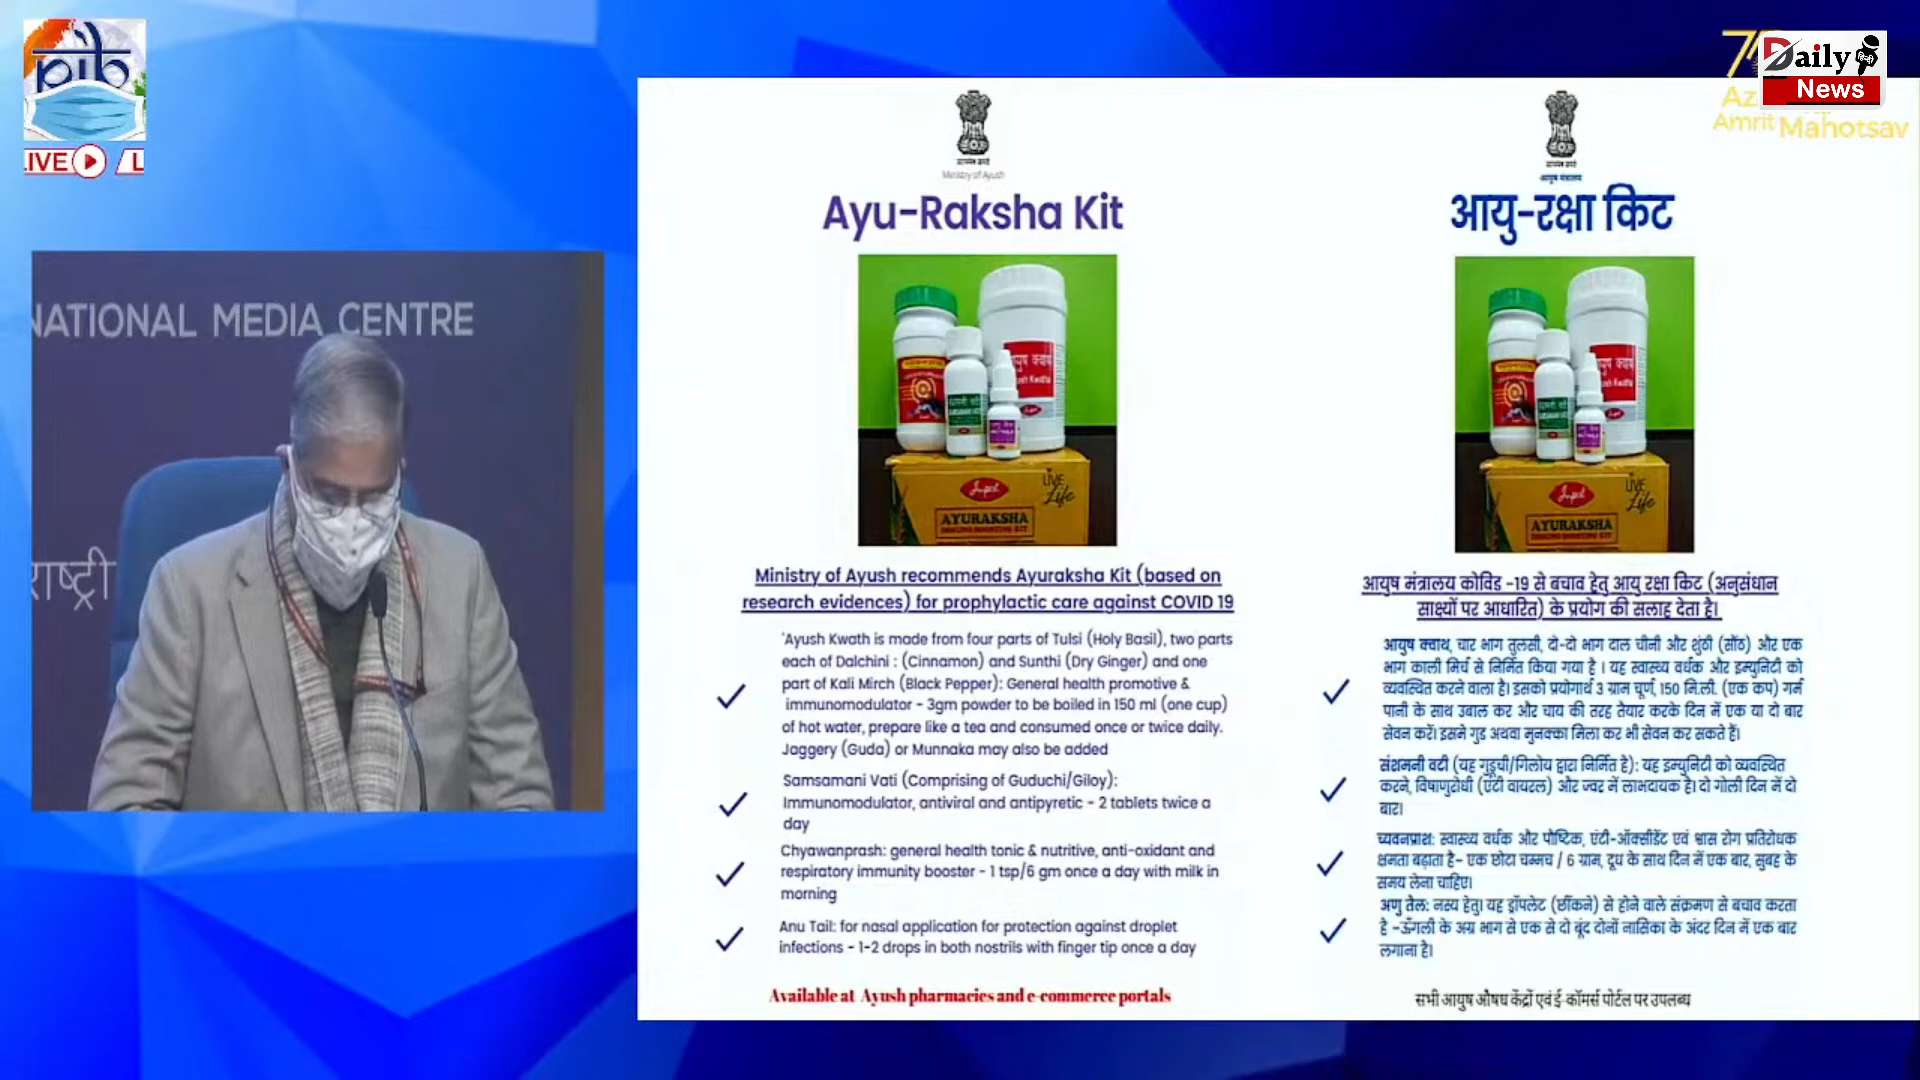 pib
LIVE
L
Daily
News
Amrit Mahotsav
NATIONAL MEDIA CENTRE
Ministry of Ayush
Ayu-Raksha Kit
AYURAKSHA
Ministry of Ayush recommends Ayuraksha Kit (based on
research evidences) for prophylactic care against COVID 19
'Ayush Kwath is made from four parts of Tulsi (Holy Basil), two parts
each of Dalchini : (Cinnamon) and Sunthi (Dry Ginger) and one
part of Kali Mirch (Black Pepper): General health promotive &
immunomodulator - 3gm powder to be boiled in 150 ml (one cup)
of hot water, prepare like a tea and consumed once or twice daily.
Jaggery (Guda) or Munnaka may also be added
Samsamani Vati (Comprising of Guduchi/Giloy):
Immunomodulator, antiviral and antipyretic - 2 tablets twice a
day
Chyawanprash: general health tonic & nutritive, anti-oxidant and
respiratory immunity booster - 1 tsp/6 gm once a day with milk in
morning
Anu Tail: for nasal application for protection against droplet
infections - 1-2 drops in both nostrils with finger tip once a day
Available at Ayush pharmacies and e-commerce portals
आयुष मंत्रालय
आयु-रक्षा किट
AYURAKSHA
आयुष मंत्रालय कोविड -19 से बचाव हेतु आयु रक्षा किट (अनुसंधान
साक्ष्यों पर आधारित) के प्रयोग की सलाह देता है।
आयुष क्वाथ, चार भाग तुलसी, दो-दो भाग दाल चीनी और शुंठी (सोंठ) और एक
भाग काली मिर्च से निर्मित किया गया है । यह स्वास्थ्य वर्धक और इम्युनिटी को
व्यवस्थित करने वाला है। इसको प्रयोगार्थ 3 ग्राम चूर्ण, 150 मि.ली. (एक कप) गर्म
पानी के साथ उबाल कर और चाय की तरह तैयार करके दिन में एक या दो बार
सेवन करें। इसमे गुड अथवा मुनक्का मिला कर भी सेवन कर सकते हैं।
संशमनी वटी (यह गुडूची/गिलोय द्वारा निर्मित है): यह इम्युनिटी को व्यवस्थित
करने, विषाणुरोधी (एंटी वायरल) और ज्वर में लाभदायक है। दो गोली दिन में दो
बार।
च्यवनप्राश: स्वास्थ्य वर्धक और पौष्टिक, एंटी-ऑक्सीडेंट एवं श्वास रोग प्रतिरोधक
क्षमता बढ़ाता है- एक छोटा चम्मच / 6 ग्राम, दूध के साथ दिन में एक बार, सुबह के
समय लेना चाहिए।
अणु तैल: नस्य हेतु। यह ड्रॉपलेट (छींकने) से होने वाले संक्रमण से बचाव करता
है -ऊँगली के अग्र भाग से एक से दो बूंद दोनों नासिका के अंदर दिन में एक बार
लगाना है।
सभी आयुष औषध केंद्रों एवं ई-कॉमर्स पोर्टल पर उपलब्ध